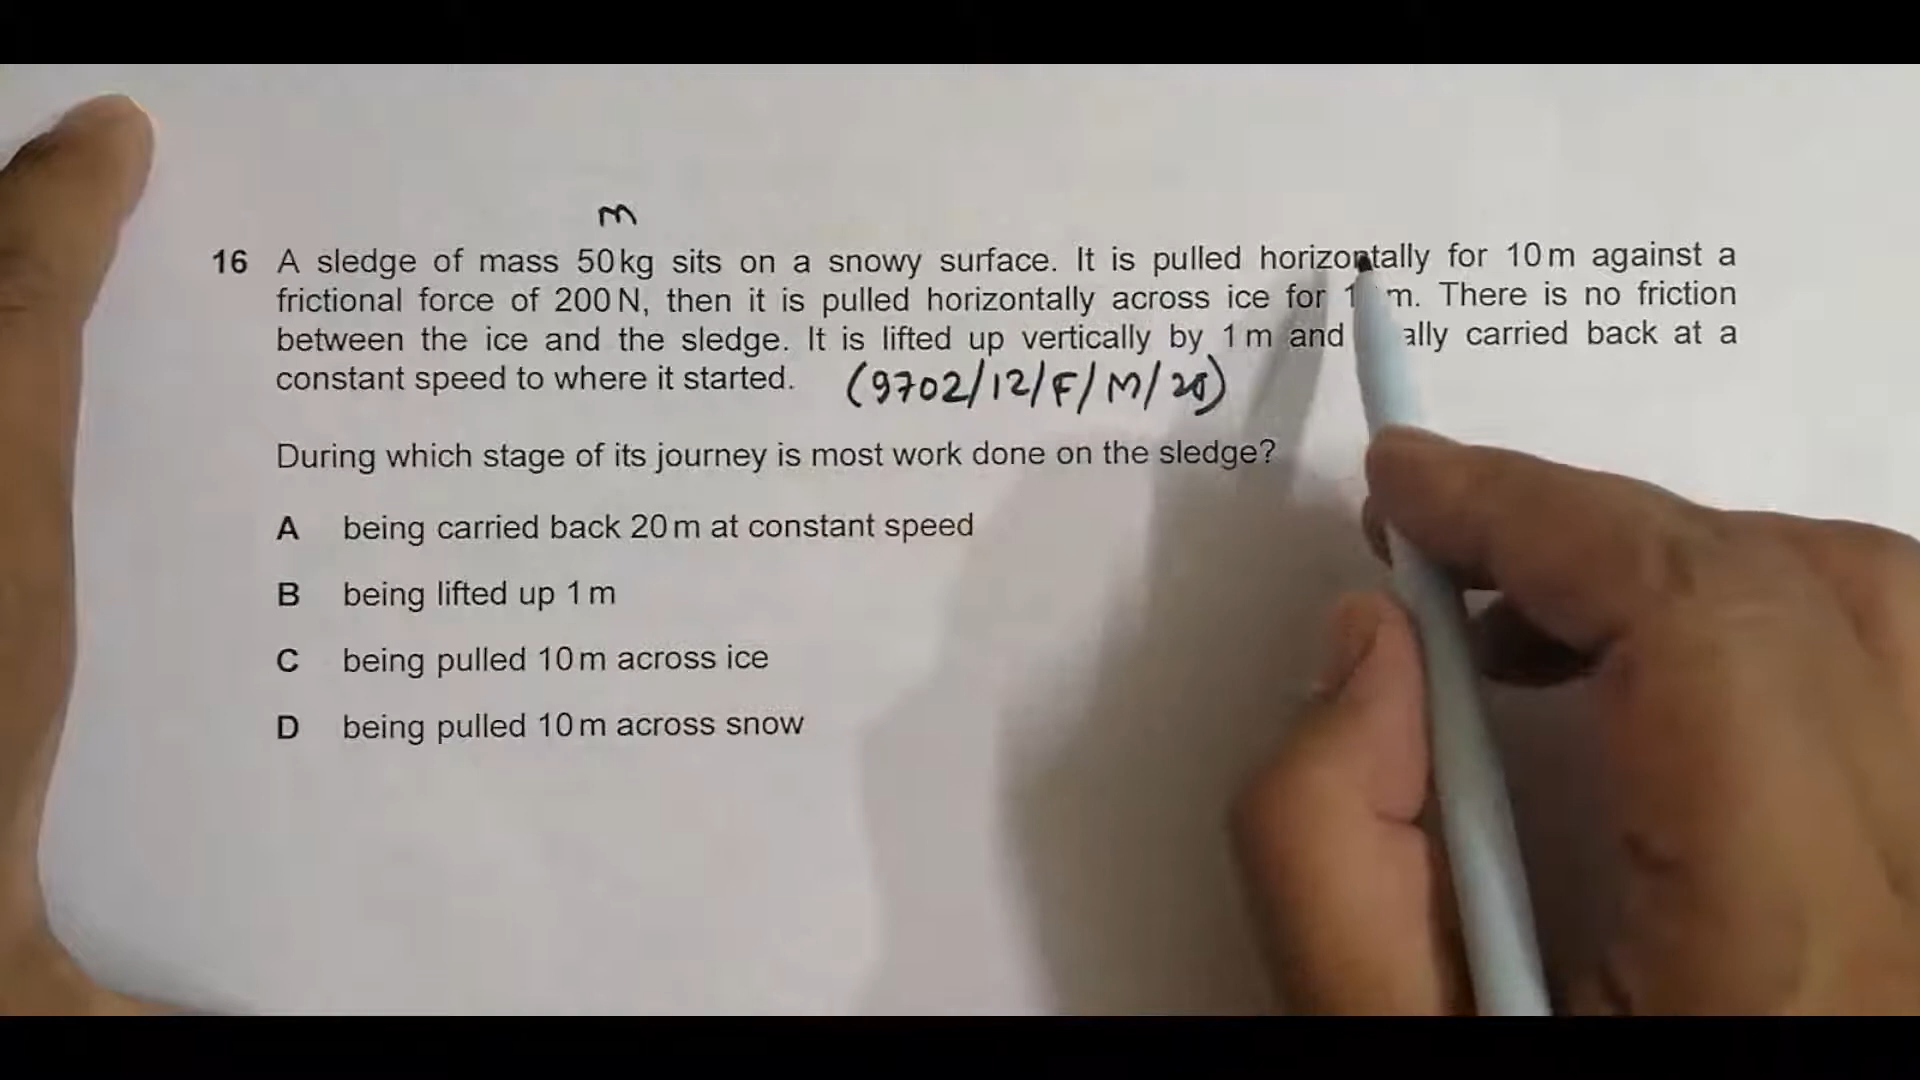 m
16 A sledge of mass 50 kg sits on a snowy surface. It is pulled horizontally for 10 m against a
frictional force of 200 N, then it is pulled horizontally across ice for m. There is no friction
between the ice and the sledge. It is lifted up vertically by 1 m and ally carried back at a
constant speed to where it started. (9702/12/F/M/20)
During which stage of its journey is most work done on the sledge?
A being carried back 20 m at constant speed
B being lifted up 1 m
C being pulled 10 m across ice
D being pulled 10 m across snow